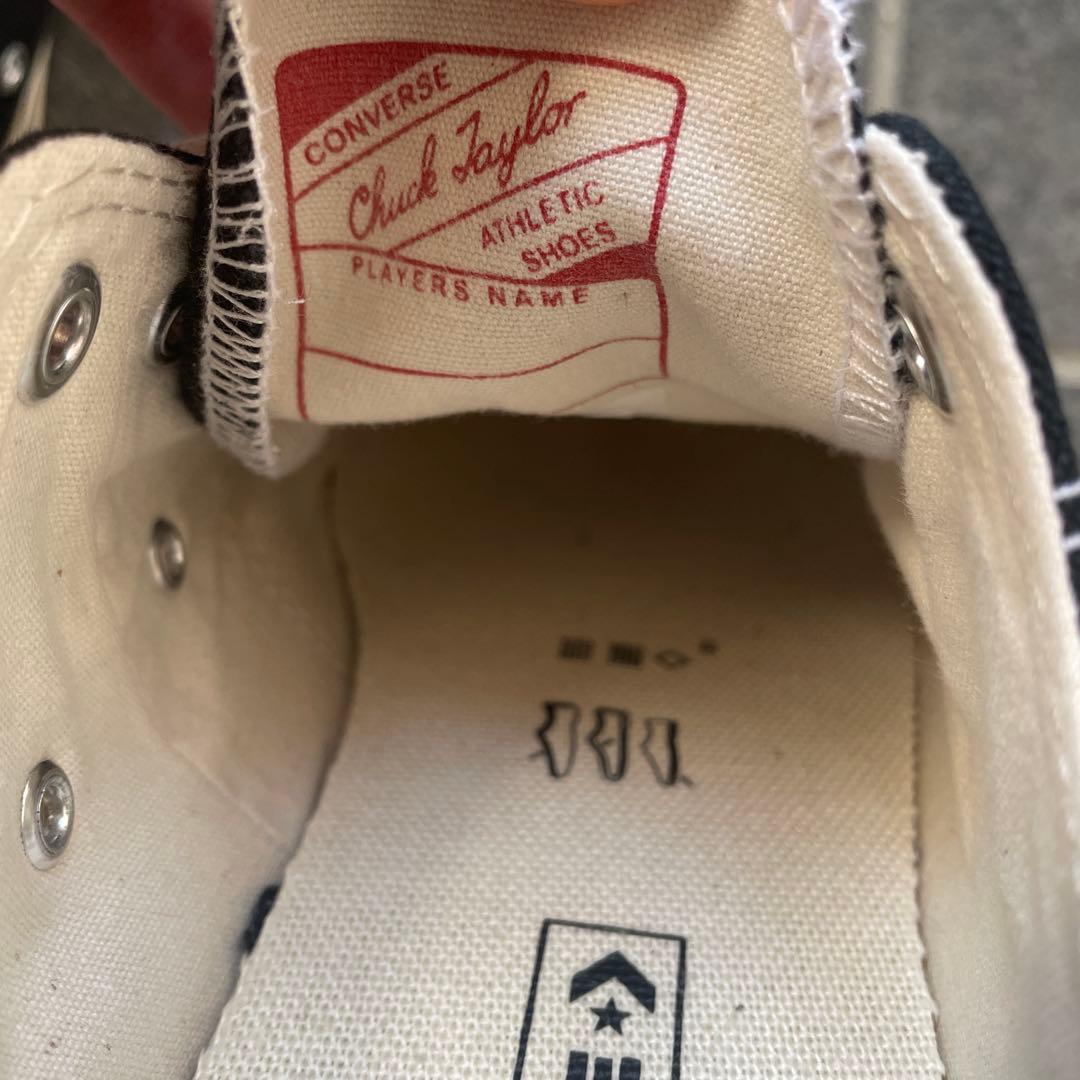 CONVERSE
Chuck Taylor
ATHLETIC
SHOES
PLAYERS NAME